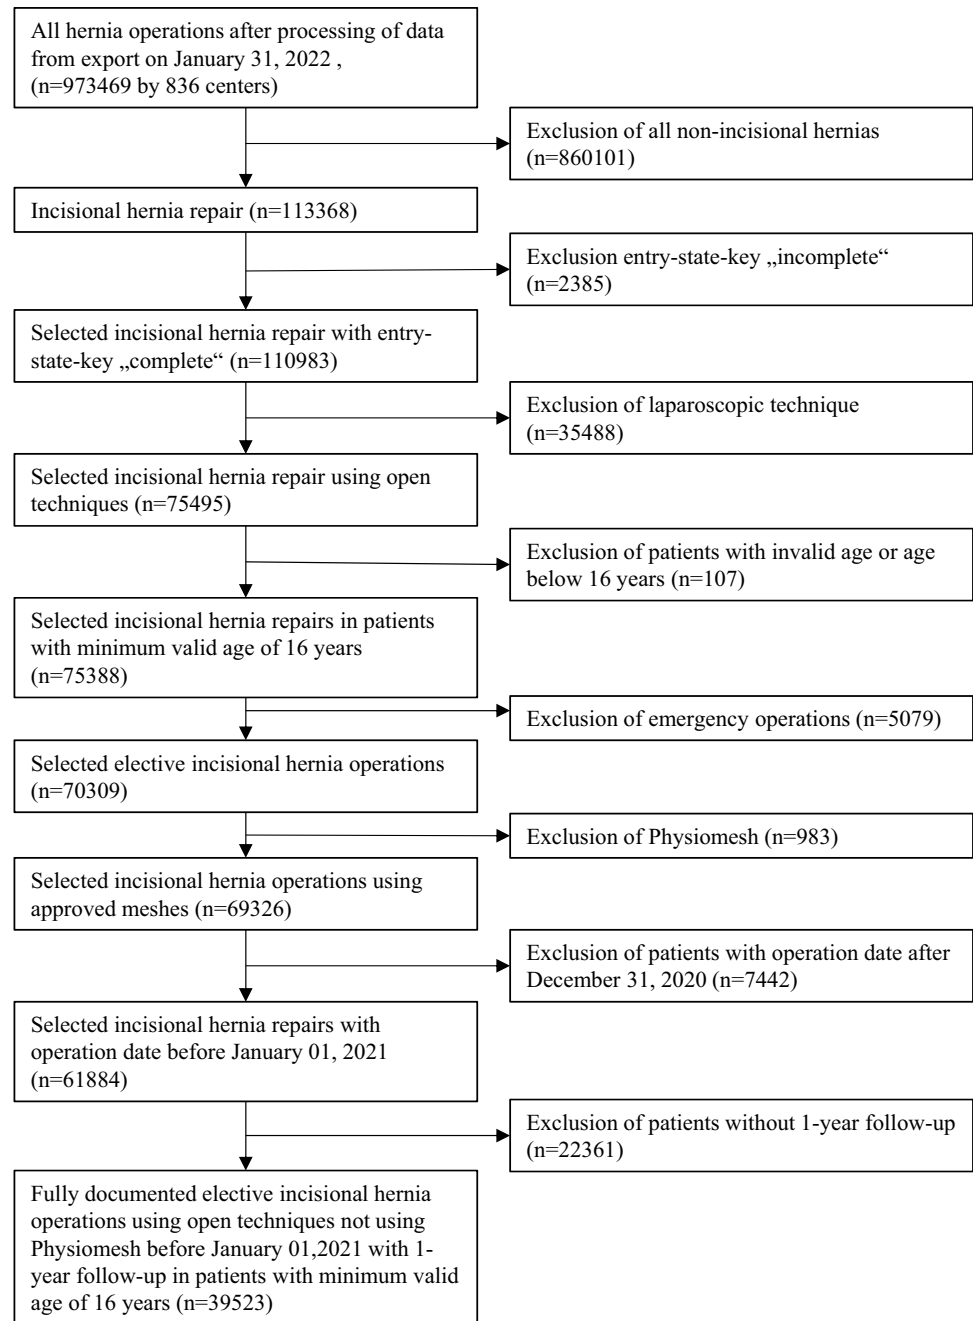 All hernia operations after processing of data
from export on January 31, 2022 ,
(n=973469 by 836 centers)
Exclusion of all non-incisional hernias
(n=860101)
Incisional hernia repair (n=113368)
Exclusion entry-state-key „incomplete“
(n=2385)
Selected incisional hernia repair with entry-
state-key „complete“ (n=110983)
Exclusion of laparoscopic technique
(n=35488)
Selected incisional hernia repair using open
techniques (n=75495)
Exclusion of patients with invalid age or age
below 16 years (n=107)
Selected incisional hernia repairs in patients
with minimum valid age of 16 years
(n=75388)
Exclusion of emergency operations (n=5079)
Selected elective incisional hernia operations
(n=70309)
Exclusion of Physiomesh (n=983)
Selected incisional hernia operations using
approved meshes (n=69326)
Exclusion of patients with operation date after
December 31, 2020 (n=7442)
Selected incisional hernia repairs with
operation date before January 01, 2021
(n=61884)
Exclusion of patients without 1-year follow-up
(n=22361)
Fully documented elective incisional hernia
operations using open techniques not using
Physiomesh before January 01,2021 with 1-
year follow-up in patients with minimum valid
age of 16 years (n=39523)